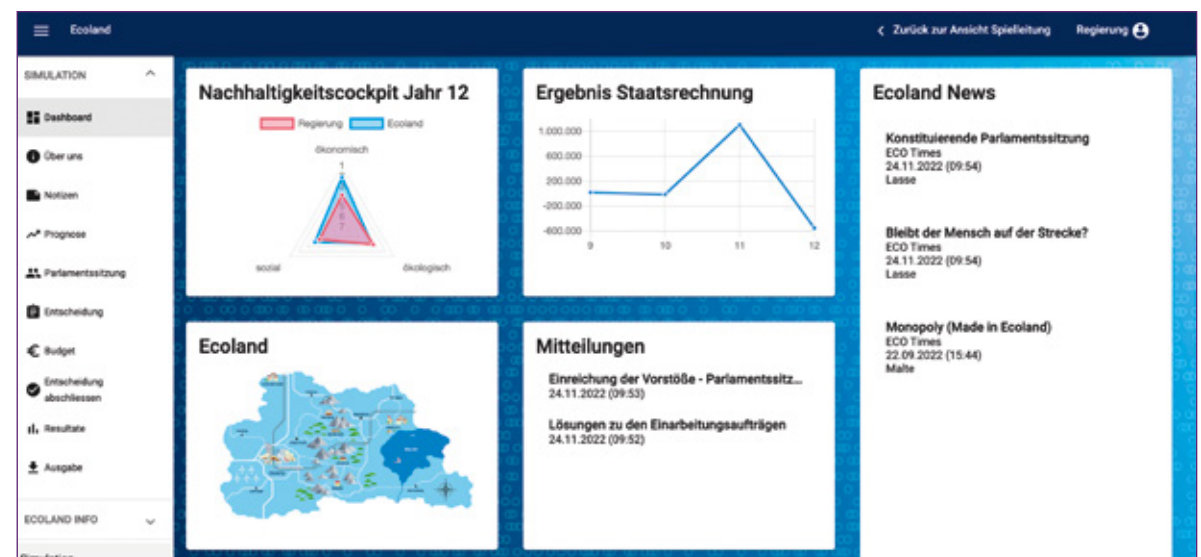 Ecoland
Zurück zur Ansicht Spielleitung
Regierung
SIMULATION
Dashboard
Über uns
Notizen
Prognose
Parlamentssitzung
Entscheidung
Budget
Entscheidung
abschliessen
Resultate
Ausgabe
ECOLAND INFO
Nachhaltigkeitscockpit Jahr 12
Regierung Ecoland
ökonomisch
1
6
7
sozial
ökologisch
Ergebnis Staatsrechnung
1.000.000
600.000
200.000
-200.000
-600.000
9 10 11 12
Ecoland News
Konstituierende Parlamentssitzung
ECO Times
24.11.2022 (09:54)
Lasse
Bleibt der Mensch auf der Strecke?
ECO Times
24.11.2022 (09:54)
Lasse
Monopoly (Made in Ecoland)
ECO Times
22.09.2022 (15:44)
Malte
Ecoland
Mitteilungen
Einreichung der Vorstöße - Parlamentssitz...
24.11.2022 (09:53)
Lösungen zu den Einarbeitungsaufträgen
24.11.2022 (09:52)